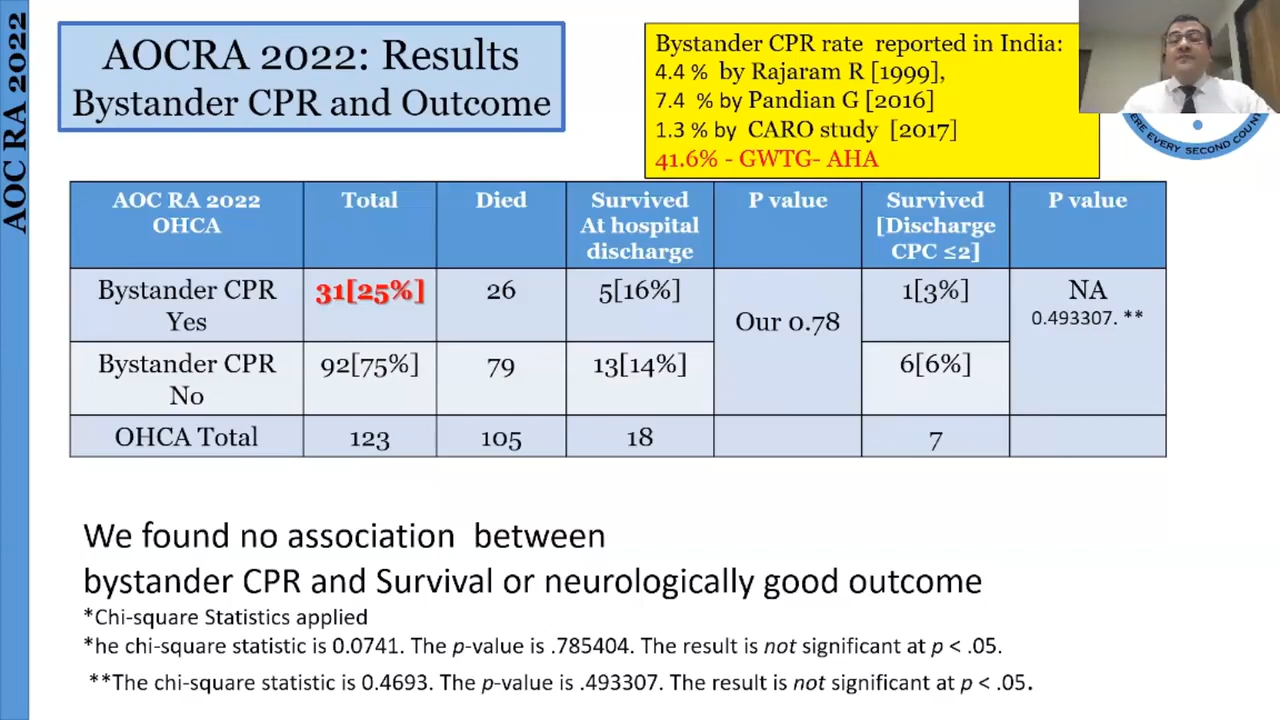 AOC RA 2022
AOCRA 2022: Results
Bystander CPR and Outcome
Bystander CPR rate reported in India:
4.4 % by Rajaram R [1999],
7.4 % by Pandian G [2016]
1.3 % by CARO study [2017]
41.6% - GWTG- AHA
ERE EVERY SECOND COUNT
AOC RA 2022
OHCA
Total
Died
Survived
At hospital
discharge
P value
Survived
[Discharge
CPC ≤2]
P value
Bystander CPR
Yes
31[25%]
26
5[16%]
Our 0.78
1[3%]
NA
0.493307. **
Bystander CPR
No
92[75%]
79
13[14%]
6[6%]
OHCA Total
123
105
18
7
We found no association between
bystander CPR and Survival or neurologically good outcome
*Chi-square Statistics applied
*he chi-square statistic is 0.0741. The p-value is .785404. The result is not significant at p < .05.
**The chi-square statistic is 0.4693. The p-value is .493307. The result is not significant at p < .05.